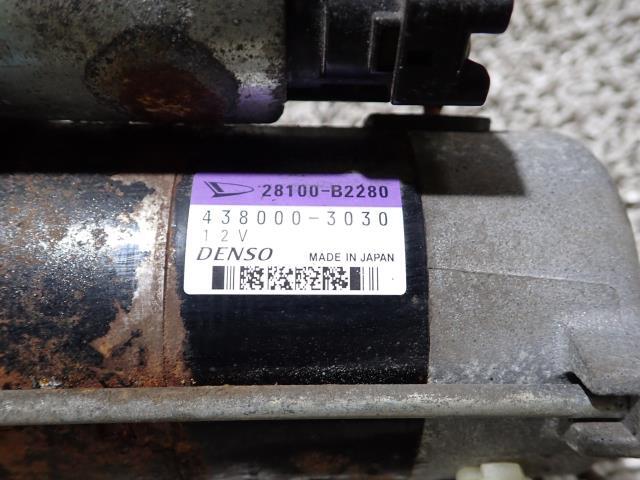 28100-B2280
438000-3030
12V
DENSO MADE IN JAPAN